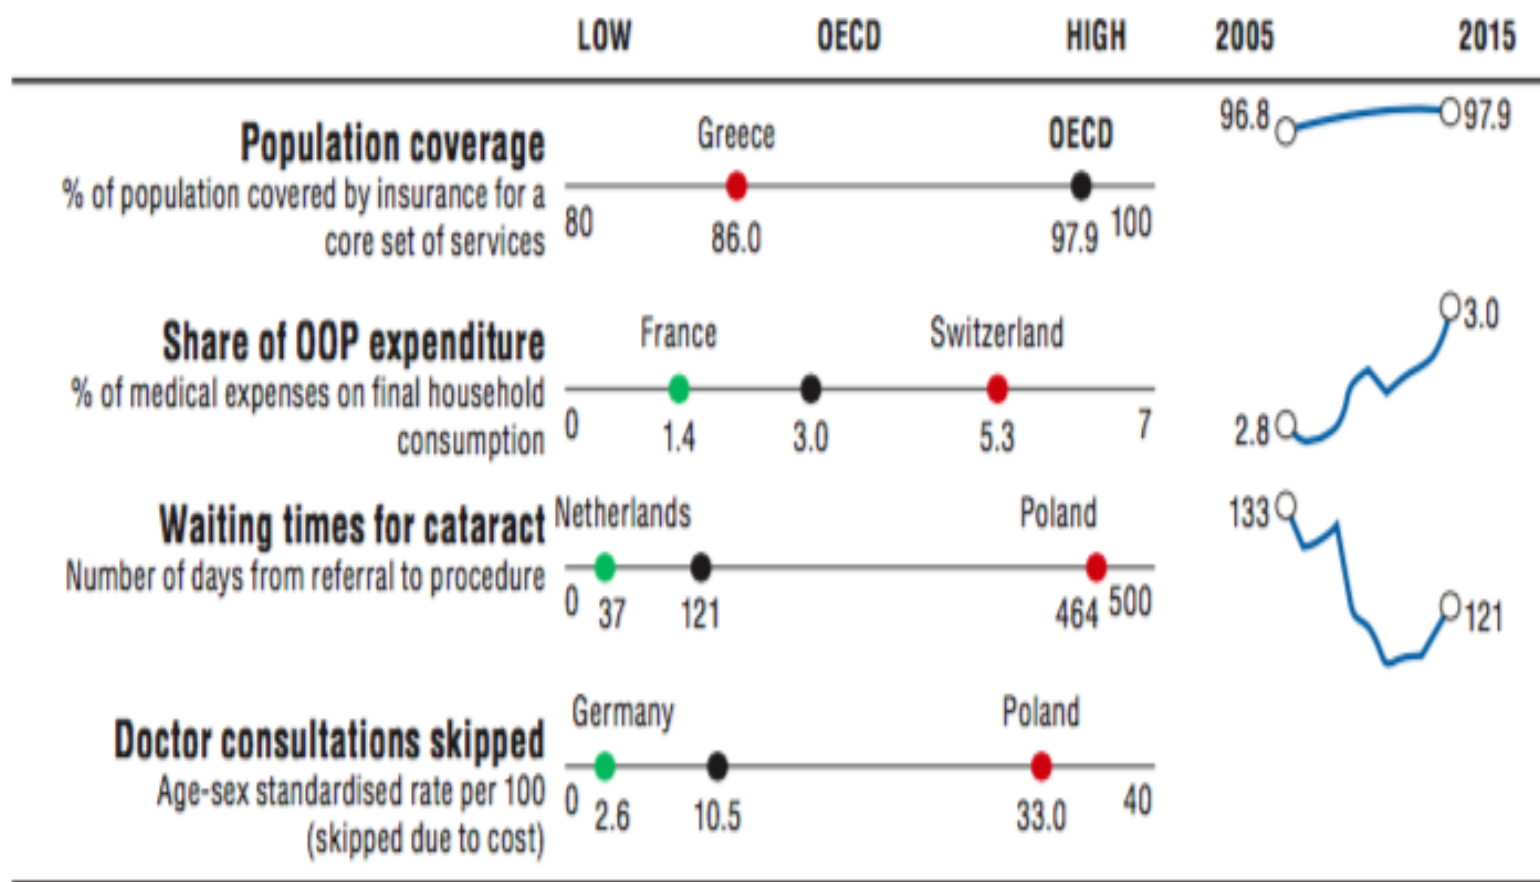 LOW OECD HIGH 2005 2015
Population coverage
% of population covered by insurance for a
core set of services
Greece OECD
80 86.0 97.9 100
96.8 97.9
Share of OOP expenditure
% of medical expenses on final household
consumption
France Switzerland
0 1.4 3.0 5.3 7
2.8 3.0
Waiting times for cataract
Number of days from referral to procedure
Netherlands Poland
0 37 121 464 500
133 121
Doctor consultations skipped
Age-sex standardised rate per 100
(skipped due to cost)
Germany Poland
0 2.6 10.5 33.0 40